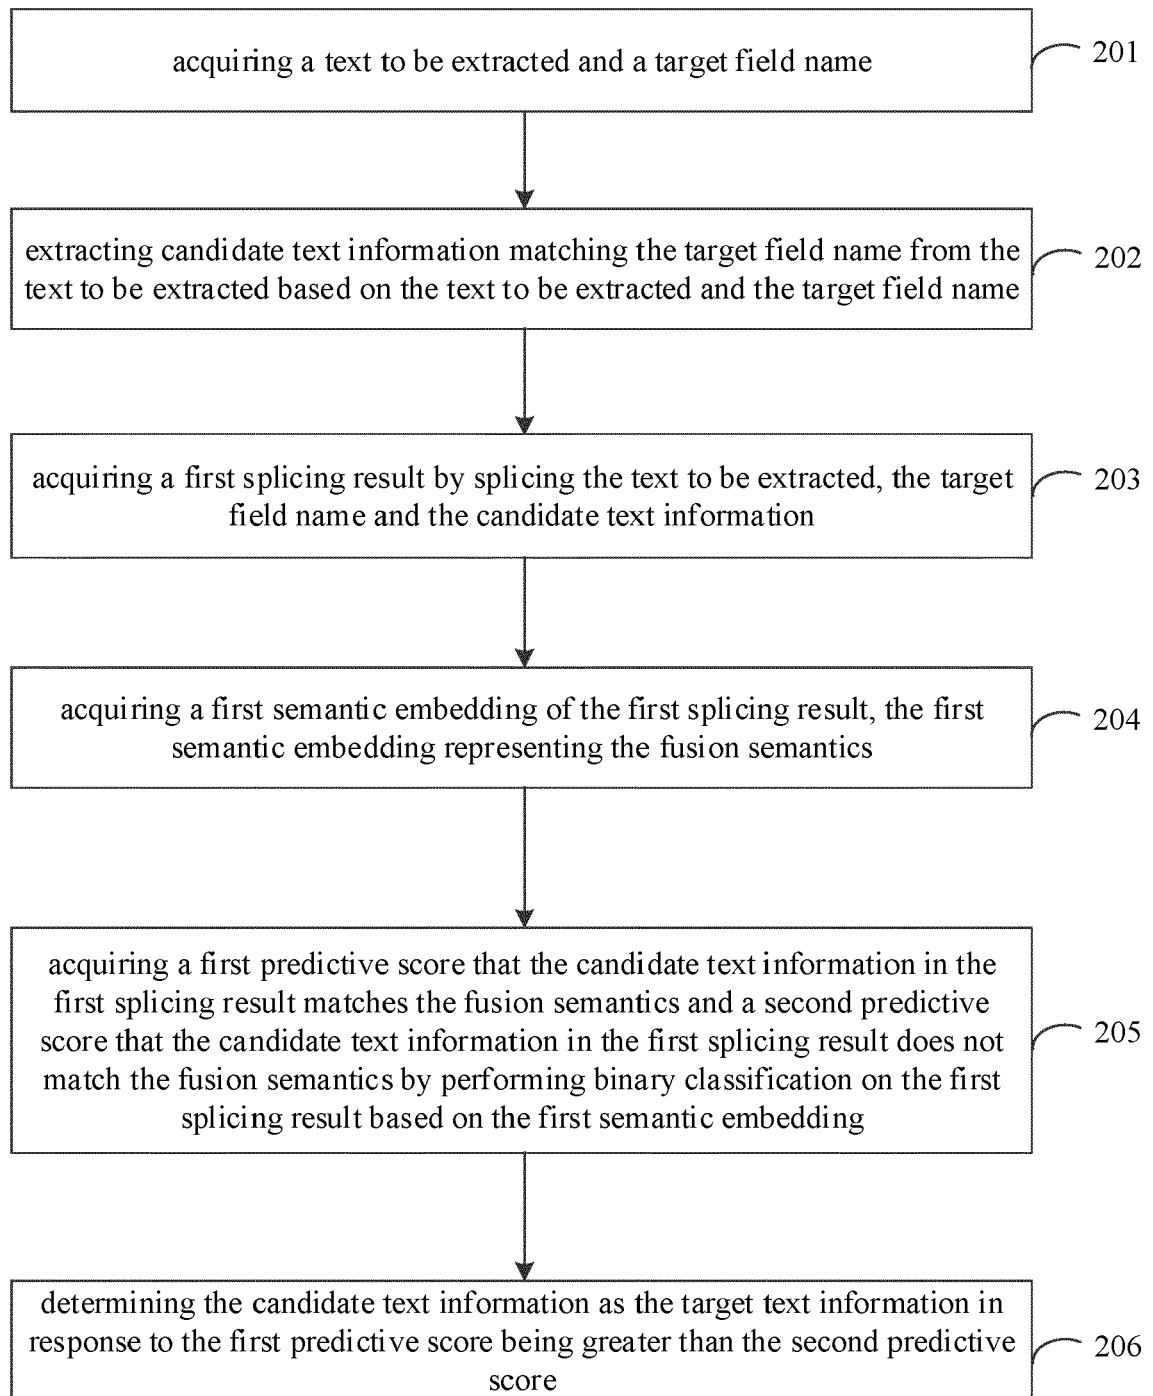 acquiring a text to be extracted and a target field name
201
extracting candidate text information matching the target field name from the
text to be extracted based on the text to be extracted and the target field name
202
acquiring a first splicing result by splicing the text to be extracted, the target
field name and the candidate text information
203
acquiring a first semantic embedding of the first splicing result, the first
semantic embedding representing the fusion semantics
204
acquiring a first predictive score that the candidate text information in the
first splicing result matches the fusion semantics and a second predictive
score that the candidate text information in the first splicing result does not
match the fusion semantics by performing binary classification on the first
splicing result based on the first semantic embedding
205
determining the candidate text information as the target text information in
response to the first predictive score being greater than the second predictive
score
206